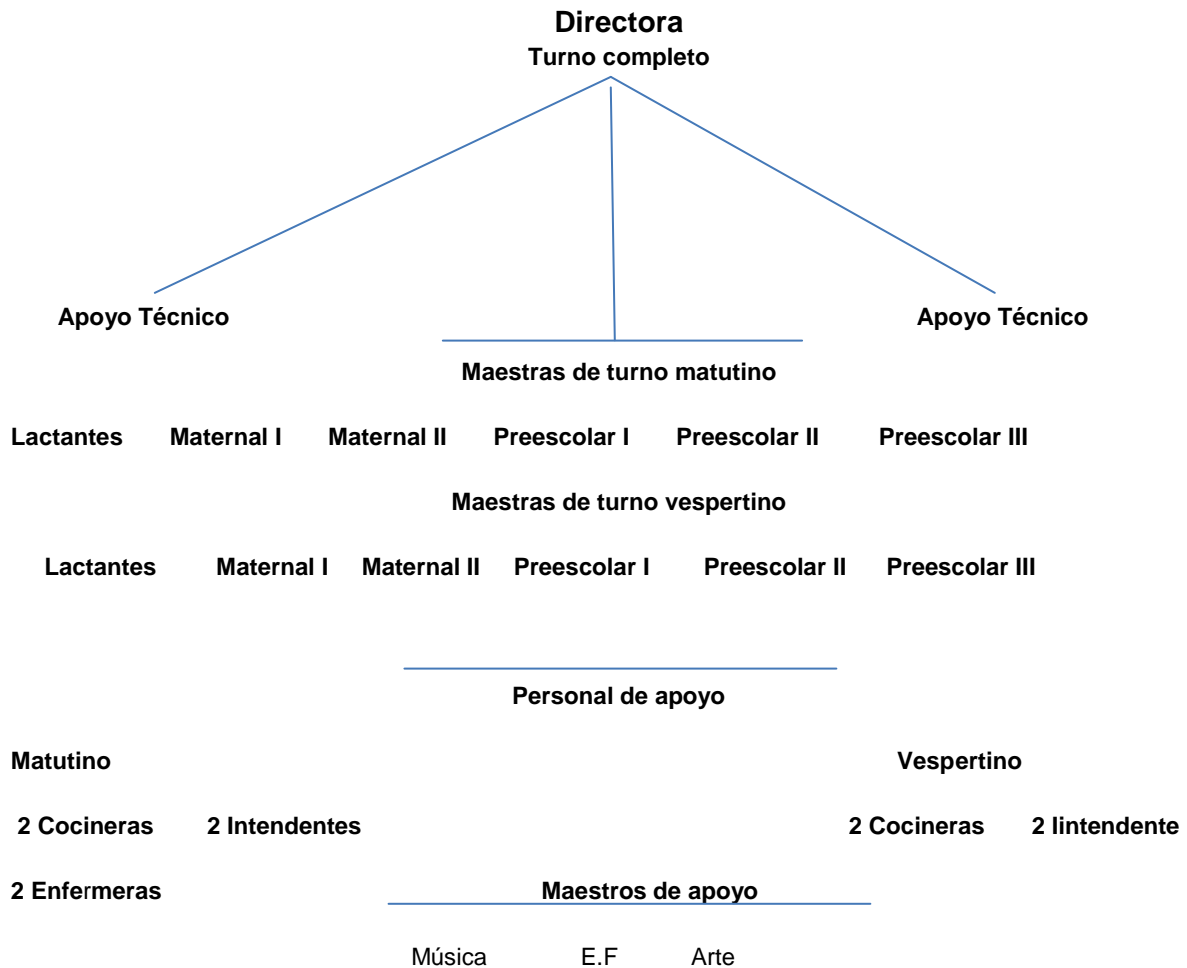 Directora
Turno completo
Apoyo Técnico Apoyo Técnico
Maestras de turno matutino
Lactantes Maternal I Maternal II Preescolar I Preescolar II Preescolar III
Maestras de turno vespertino
Lactantes Maternal I Maternal II Preescolar I Preescolar II Preescolar III
Personal de apoyo
Matutino Vespertino
2 Cocineras 2 Intendentes 2 Cocineras 2 Iintendente
2 Enfermeras Maestros de apoyo
Música E.F Arte